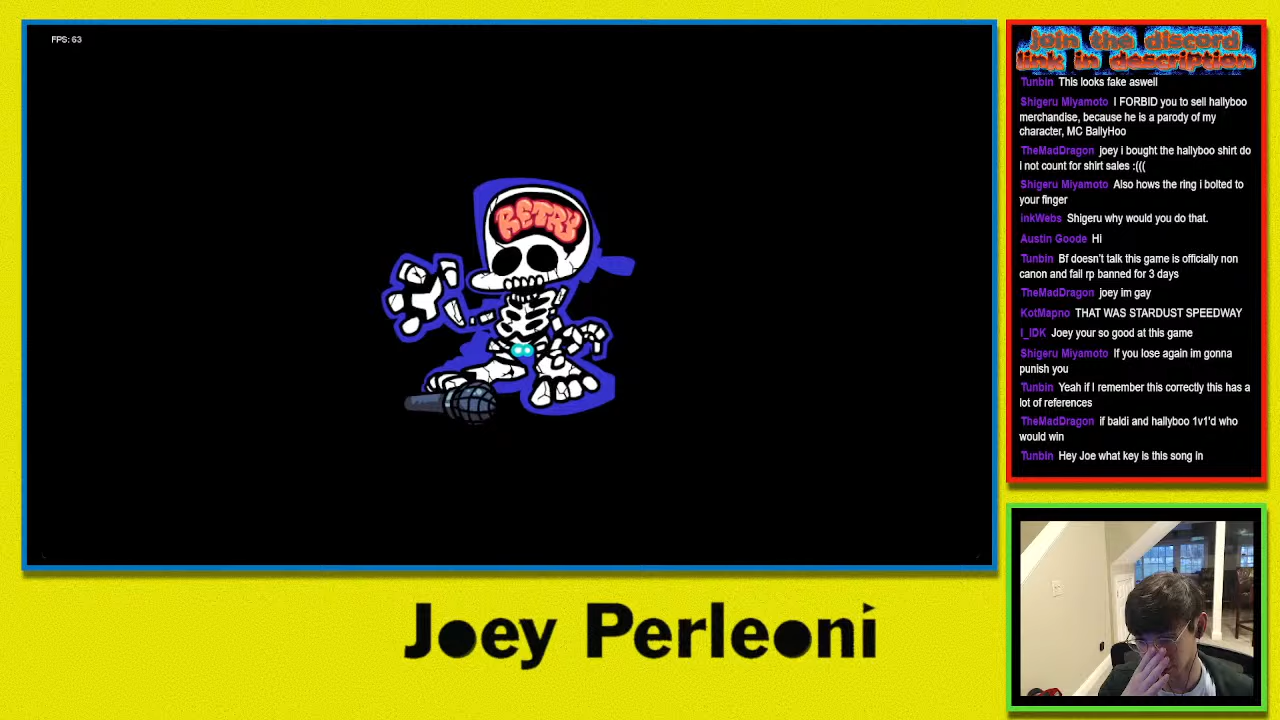 FPS: 63
RETRY
join the discord
link in description
Tunbin This looks fake aswell
Shigeru Miyamoto I FORBID you to sell hallyboo
merchandise, because he is a parody of my
character, MC BallyHoo
TheMadDragon joey i bought the hallyboo shirt do
i not count for shirt sales :(((
Shigeru Miyamoto Also hows the ring i bolted to
your finger
inkWebs Shigeru why would you do that.
Austin Goode Hi
Tunbin Bf doesn't talk this game is officially non
canon and fail rp banned for 3 days
TheMadDragon joey im gay
KotMapno THAT WAS STARDUST SPEEDWAY
I_IDK Joey your so good at this game
Shigeru Miyamoto If you lose again im gonna
punish you
Tunbin Yeah if I remember this correctly this has a
lot of references
TheMadDragon if baldi and hallyboo 1v1'd who
would win
Tunbin Hey Joe what key is this song in
Joey Perleoni